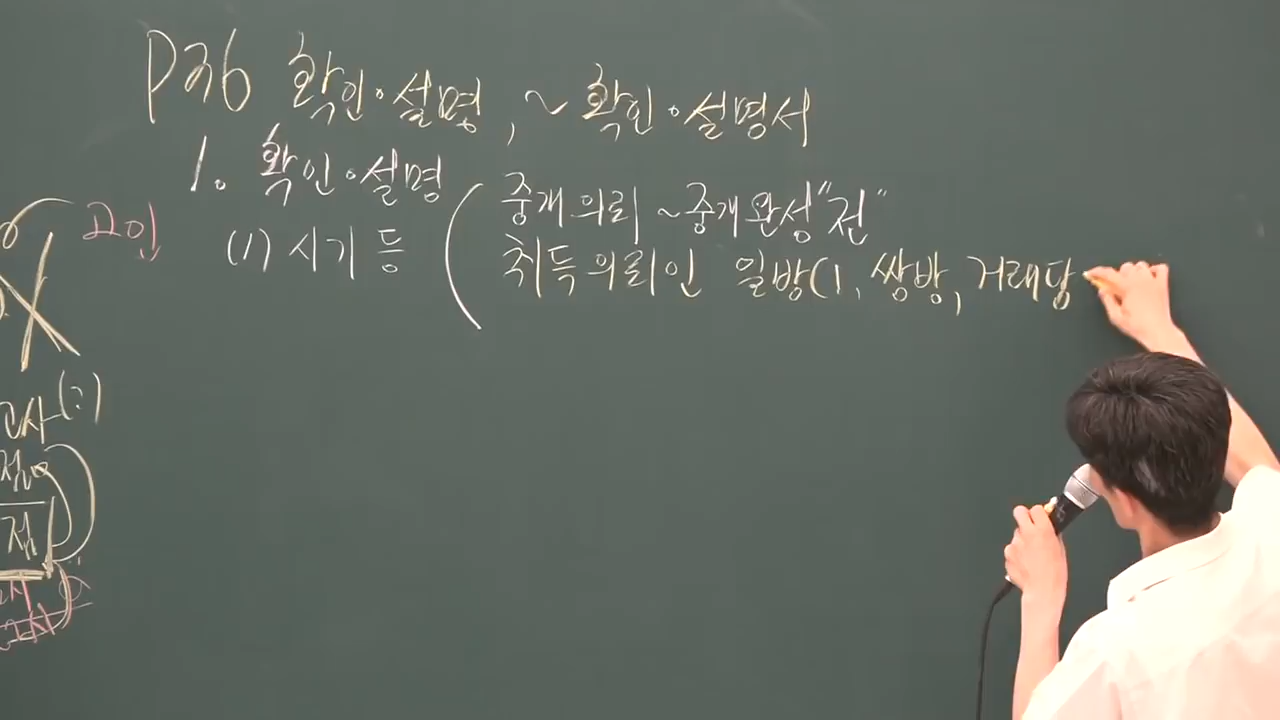 P36 확인·설명, ~확인·설명서
1. 확인·설명
(1) 시기 등
중개의뢰 ~중개완성"전"
취득의뢰인 일방(1, 쌍방, 거래당